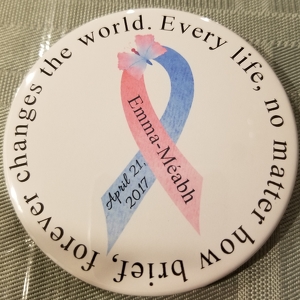 Every life, no matter how brief, forever changes the world.
Emma-Méabh
April 21,
2017